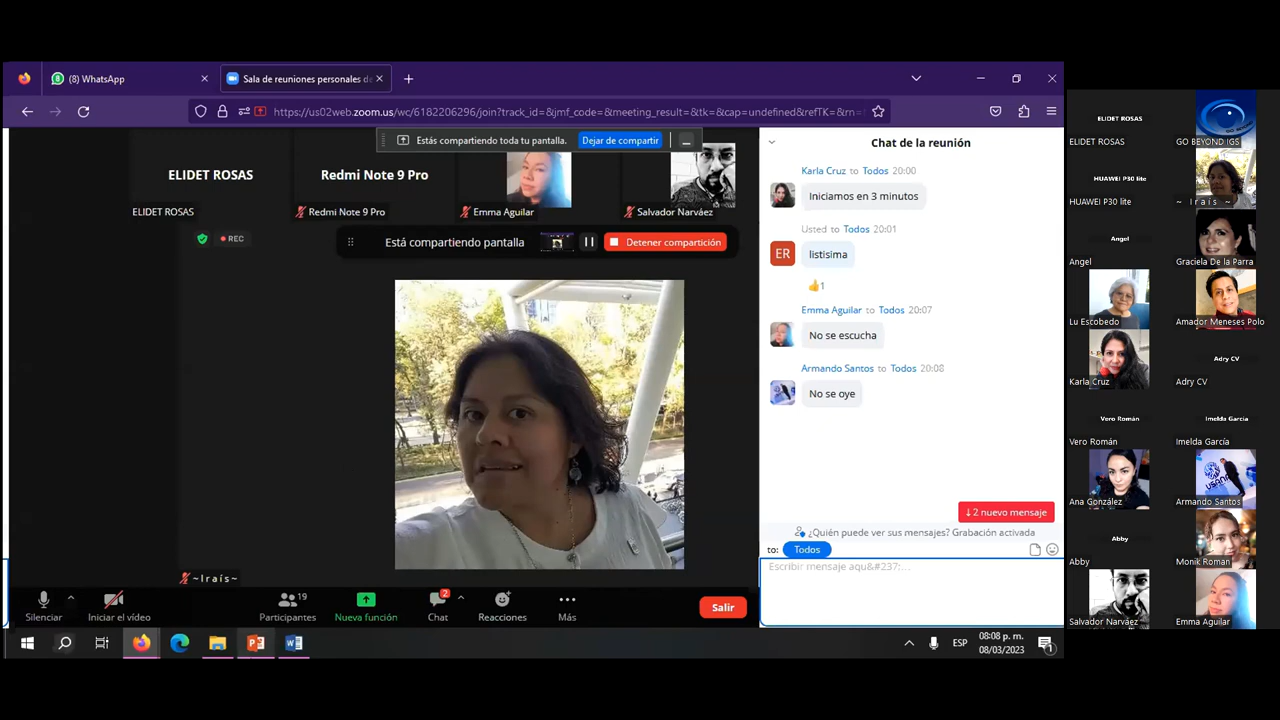 (8) WhatsApp
Sala de reuniones personales de
https://us02web.zoom.us/wc/6182206296/join?track_id=&jmf_code=&meeting_result=&tk=&cap=undefined&refTK=&rn=
Estás compartiendo toda tu pantalla.
Dejar de compartir
ELIDET ROSAS
Redmi Note 9 Pro
ELIDET ROSAS
Redmi Note 9 Pro
Emma Aguilar
Salvador Narváez
REC
Está compartiendo pantalla
Detener compartición
~Iraís~
Silenciar
Iniciar el vídeo
19
Participantes
Nueva función
2
Chat
Reacciones
Más
Salir
Chat de la reunión
Karla Cruz to Todos 20:00
Iniciamos en 3 minutos
Usted to Todos 20:01
ER
listisima
1
Emma Aguilar to Todos 20:07
No se escucha
Armando Santos to Todos 20:08
No se oye
↓2 nuevo mensaje
¿Quién puede ver sus mensajes? Grabación activada
to: Todos
Escribir mensaje aqu&#237;...
ESP
08:08 p. m.
08/03/2023
1
ELIDET ROSAS
ELIDET ROSAS
GO BEYOND IGS
HUAWEI P30 lite
HUAWEI P30 lite
~ Iraís ~
Angel
Angel
Graciela De la Parra
Lu Escobedo
Amador Meneses Polo
Karla Cruz
Adry CV
Adry CV
Vero Román
Vero Román
Imelda García
Imelda García
Ana González
USANA
Armando Santos
Abby
Abby
Monik Roman
Salvador Narváez
Emma Aguilar